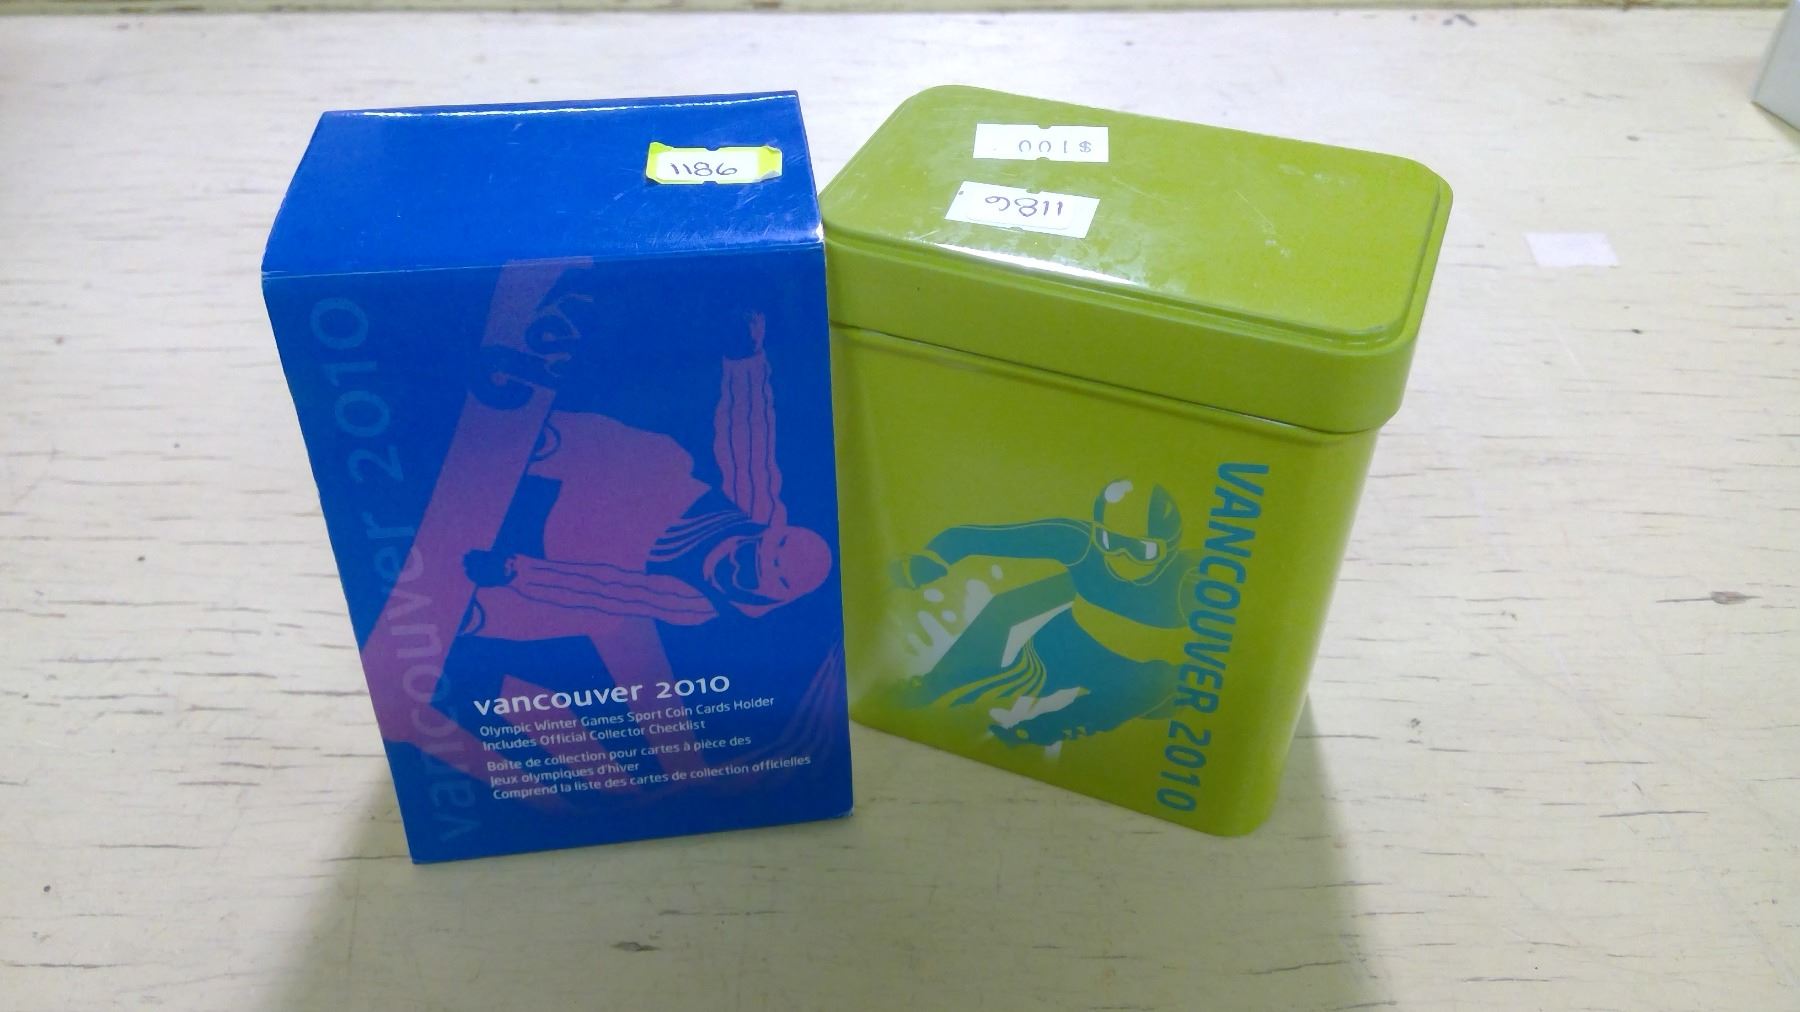 1186
vancouver 2010
vancouver 2010
Olympic Winter Games Sport Coin Cards Holder
Includes Official Collector Checklist
Boîte de collection pour cartes à pièce des
Jeux olympiques d'hiver
Comprend la liste des cartes de collection officielles
$100
1186
VANCOUVER 2010